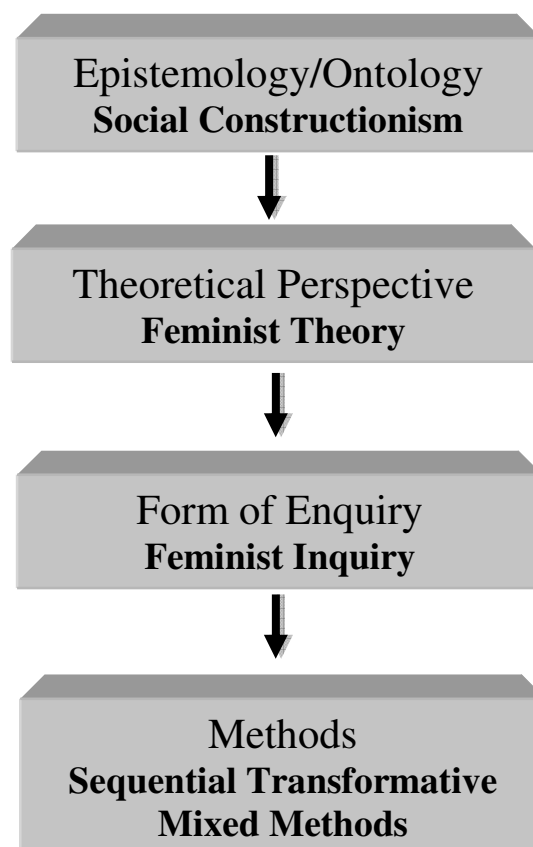 Epistemology/Ontology
Social Constructionism
Theoretical Perspective
Feminist Theory
Form of Enquiry
Feminist Inquiry
Methods
Sequential Transformative
Mixed Methods